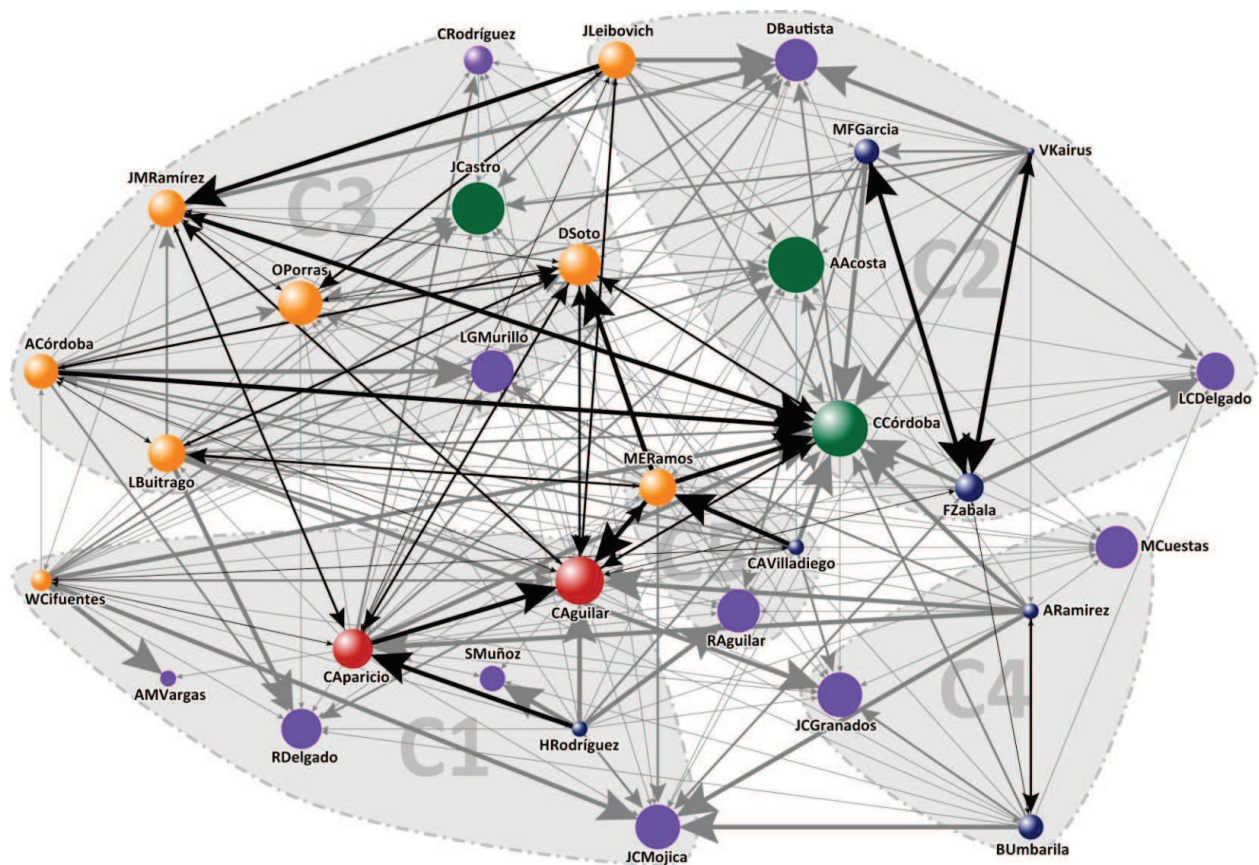 CRodríguez
JLeibovich
DBautista
MFGarcia
VKairus
JMRamírez
JCastro
C3
DSoto
AAcosta
C2
OPorras
ACórdoba
LGMurillo
LCDelgado
CCórdoba
LBuitrago
MERamos
FZabala
MCuestas
CAVilladiego
WCifuentes
CAguilar
ARamirez
RAguilar
CAparicio
SMuñoz
AMVargas
C4
JCGranados
RDelgado
C1
HRodríguez
JCMojica
BUmbarila